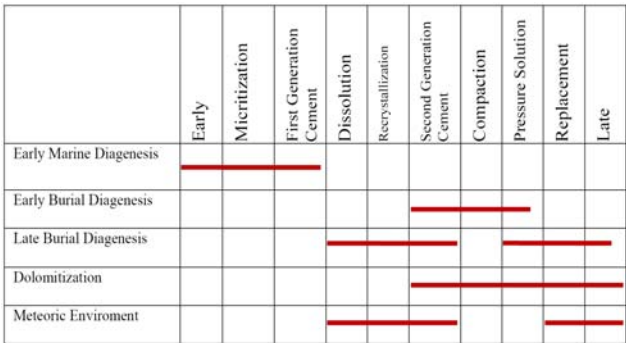 Early
Micritization
First Generation
Cement
Dissolution
Recrystallization
Second Generation
Cement
Compaction
Pressure Solution
Replacement
Late
Early Marine Diagenesis
Early Burial Diagenesis
Late Burial Diagenesis
Dolomitization
Meteoric Enviroment